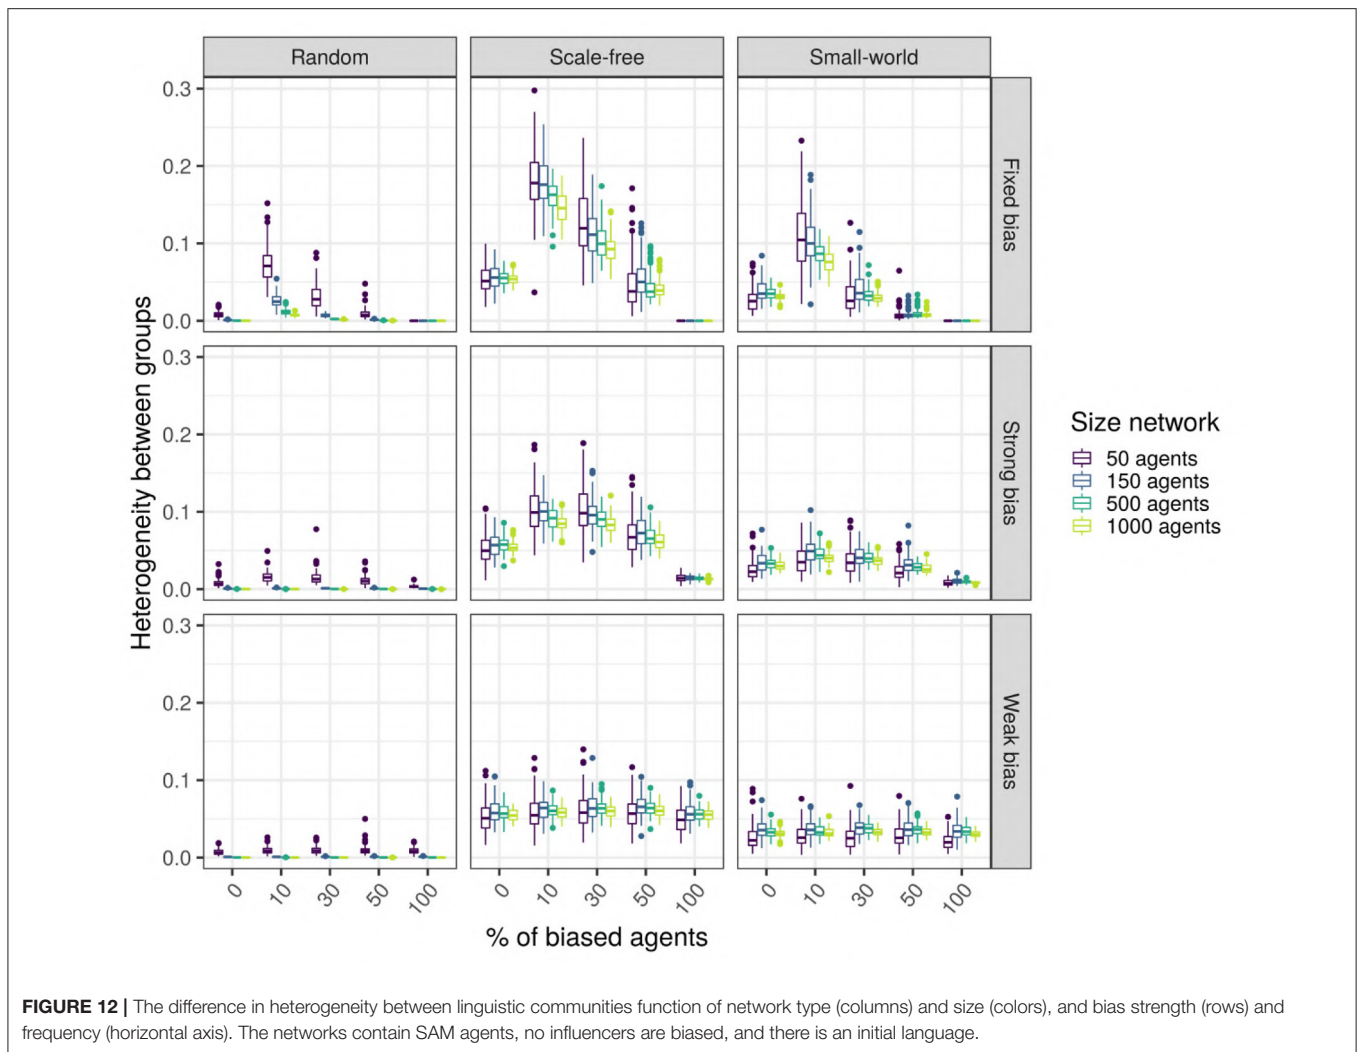 Random Scale-free Small-world
0.3
0.2
0.1
0.0
Fixed bias
0.3
0.2
0.1
0.0
Strong bias
0.3
0.2
0.1
0.0
Weak bias
Heterogeneity between groups
0 10 30 50 100 0 10 30 50 100 0 10 30 50 100
% of biased agents
Size network
50 agents
150 agents
500 agents
1000 agents
FIGURE 12 | The difference in heterogeneity between linguistic communities function of network type (columns) and size (colors), and bias strength (rows) and
frequency (horizontal axis). The networks contain SAM agents, no influencers are biased, and there is an initial language.